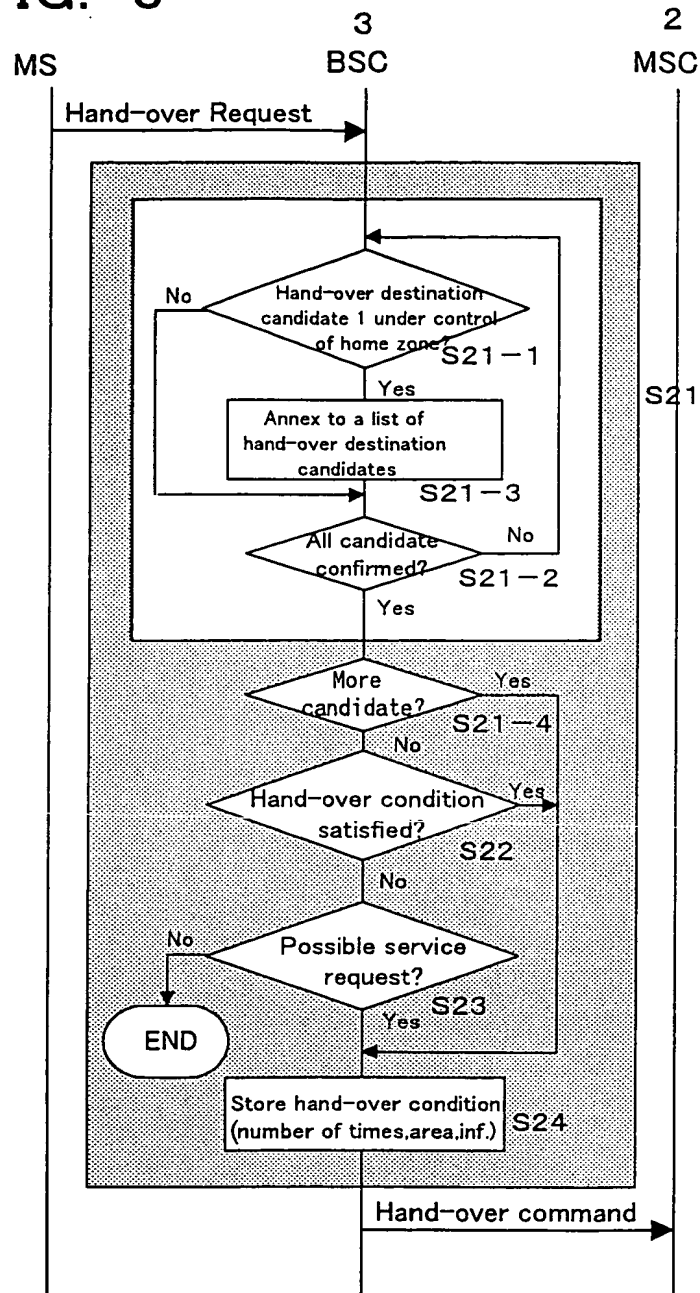 3
2
MS
BSC
MSC
Hand-over Request
No
Hand-over destination
candidate 1 under control
of home zone?
S21-1
Yes
S21
Annex to a list of
hand-over destination
candidates
S21-3
No
All candidate
confirmed?
S21-2
Yes
More
candidate?
Yes
S21-4
No
Hand-over condition
satisfied?
Yes
S22
No
No
Possible service
request?
S23
Yes
END
Store hand-over condition
(number of times,area,inf.)
S24
Hand-over command